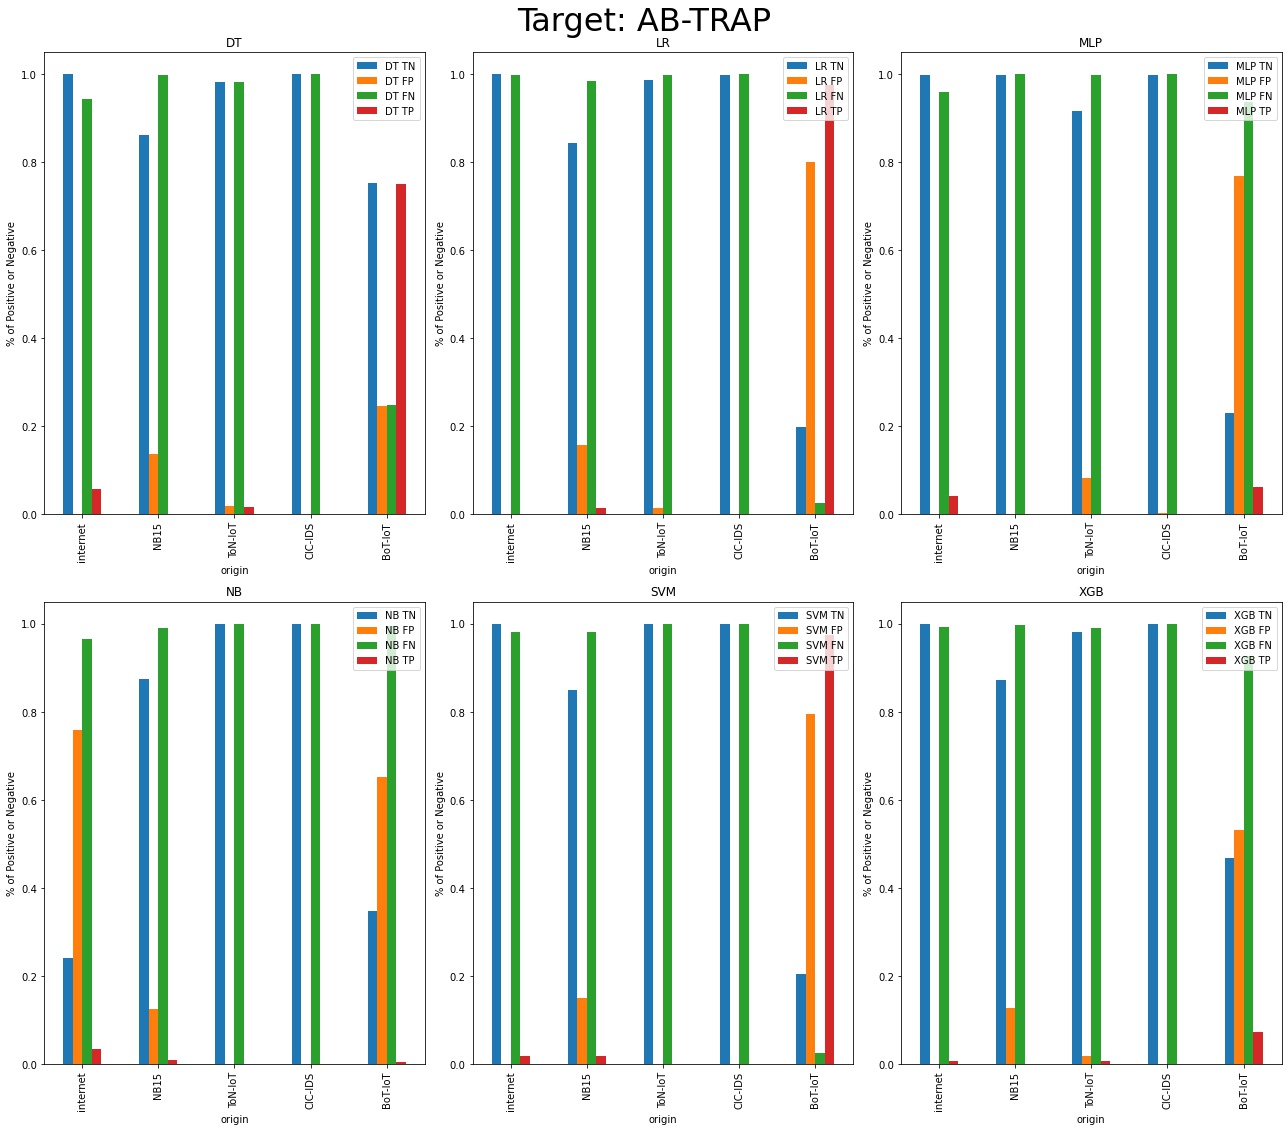 Target: AB-TRAP
DT
1.0
0.8
0.6
0.4
0.2
0.0
% of Positive or Negative
DT TN
DT FP
DT FN
DT TP
internet
NB15
ToN-IoT
CIC-IDS
BoT-IoT
origin
LR
1.0
0.8
0.6
0.4
0.2
0.0
% of Positive or Negative
LR TN
LR FP
LR FN
LR TP
internet
NB15
ToN-IoT
CIC-IDS
BoT-IoT
origin
MLP
1.0
0.8
0.6
0.4
0.2
0.0
% of Positive or Negative
MLP TN
MLP FP
MLP FN
MLP TP
internet
NB15
ToN-IoT
CIC-IDS
BoT-IoT
origin
NB
1.0
0.8
0.6
0.4
0.2
0.0
% of Positive or Negative
NB TN
NB FP
NB FN
NB TP
internet
NB15
ToN-IoT
CIC-IDS
BoT-IoT
origin
SVM
1.0
0.8
0.6
0.4
0.2
0.0
% of Positive or Negative
SVM TN
SVM FP
SVM FN
SVM TP
internet
NB15
ToN-IoT
CIC-IDS
BoT-IoT
origin
XGB
1.0
0.8
0.6
0.4
0.2
0.0
% of Positive or Negative
XGB TN
XGB FP
XGB FN
XGB TP
internet
NB15
ToN-IoT
CIC-IDS
BoT-IoT
origin